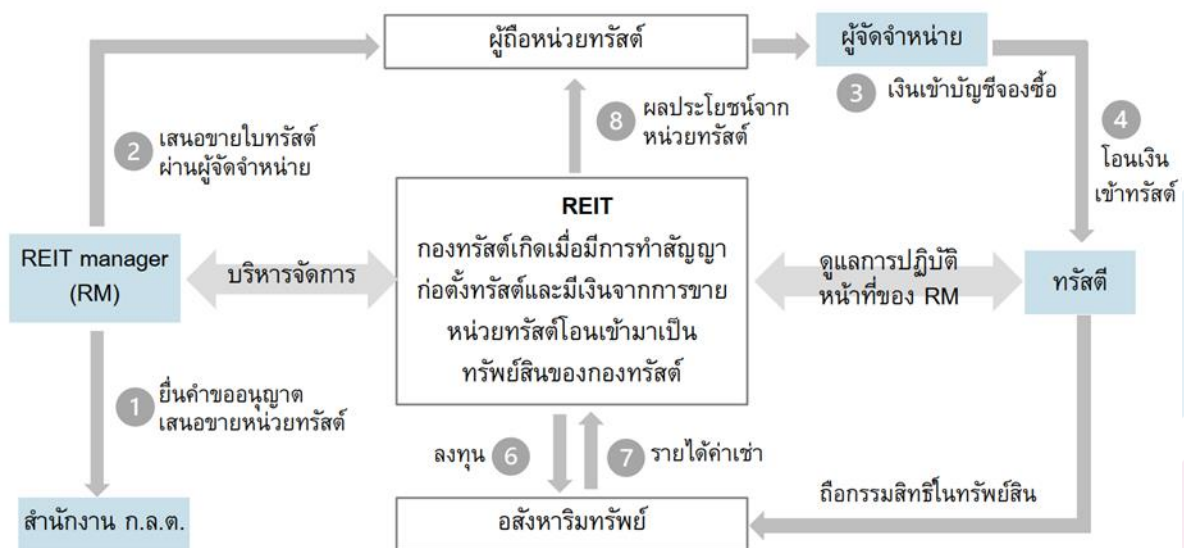 ผู้ถือหน่วยทรัสต์
ผู้จัดจำหน่าย
3 เงินเข้าบัญชีจองซื้อ
2 เสนอขายใบทรัสต์
ผ่านผู้จัดจำหน่าย
8 ผลประโยชน์จาก
หน่วยทรัสต์
4
โอนเงิน
เข้าทรัสต์
REIT manager
(RM)
บริหารจัดการ
REIT
กองทรัสต์เกิดเมื่อมีการทำสัญญา
ก่อตั้งทรัสต์และมีเงินจากการขาย
หน่วยทรัสต์โอนเข้ามาเป็น
ทรัพย์สินของกองทรัสต์
ดูแลการปฏิบัติ
หน้าที่ของ RM
ทรัสตี
1 ยื่นคำขออนุญาต
เสนอขายหน่วยทรัสต์
ลงทุน 6
7 รายได้ค่าเช่า
ถือกรรมสิทธิ์ในทรัพย์สิน
สำนักงาน ก.ล.ต.
อสังหาริมทรัพย์